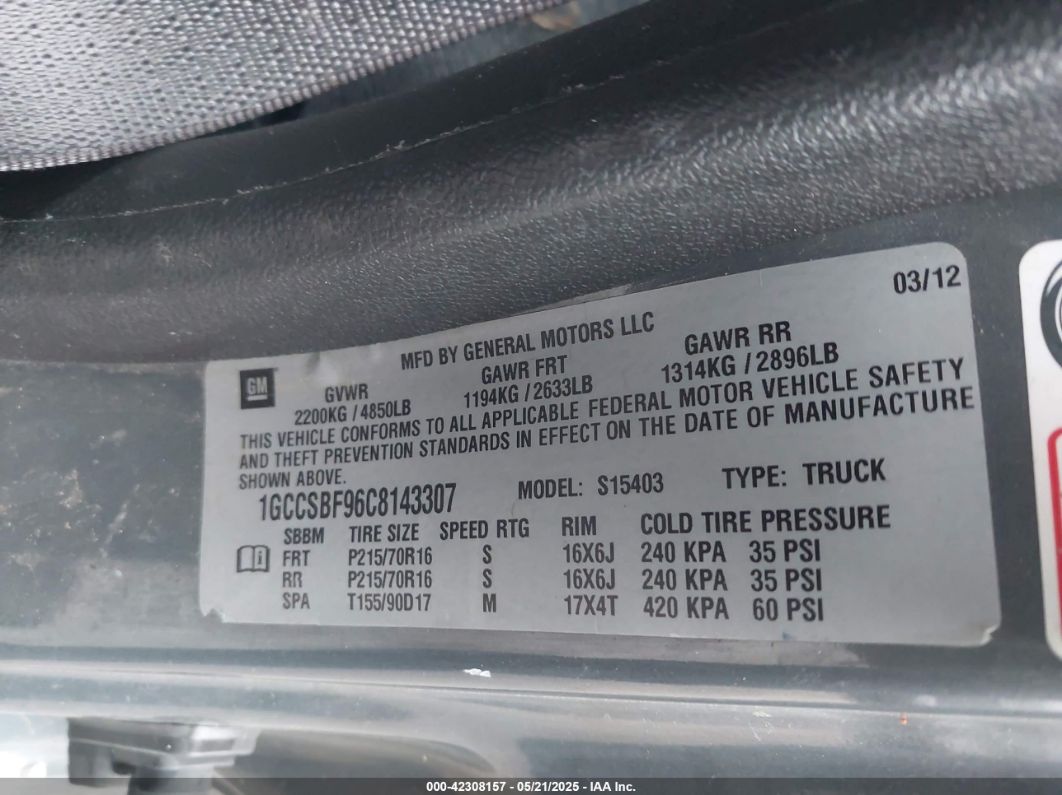 03/12
MFD BY GENERAL MOTORS LLC
GM
GVWR GAWR FRT GAWR RR
2200KG / 4850LB 1194KG / 2633LB 1314KG / 2896LB
THIS VEHICLE CONFORMS TO ALL APPLICABLE FEDERAL MOTOR VEHICLE SAFETY
AND THEFT PREVENTION STANDARDS IN EFFECT ON THE DATE OF MANUFACTURE
SHOWN ABOVE.
1GCCSBF96C8143307 MODEL: S15403 TYPE: TRUCK
SBBM TIRE SIZE SPEED RTG RIM COLD TIRE PRESSURE
FRT P215/70R16 S 16X6J 240 KPA 35 PSI
RR P215/70R16 S 16X6J 240 KPA 35 PSI
SPA T155/90D17 M 17X4T 420 KPA 60 PSI
000-42308157 - 05/21/2025 - IAA Inc.